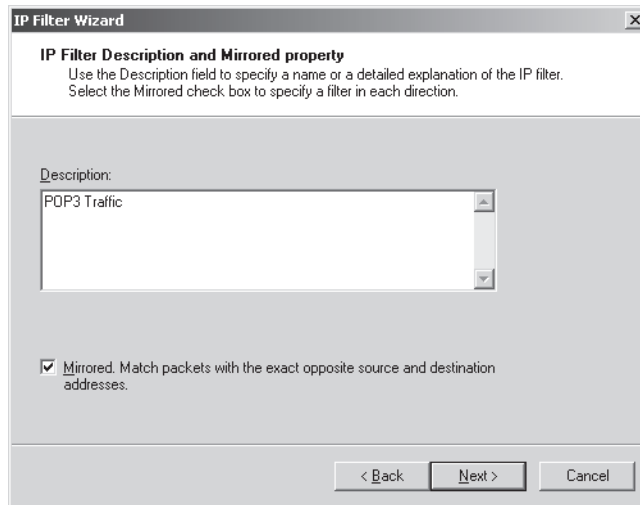 IP Filter Wizard
IP Filter Description and Mirrored property
Use the Description field to specify a name or a detailed explanation of the IP filter.
Select the Mirrored check box to specify a filter in each direction.
Description:
POP3 Traffic
Mirrored. Match packets with the exact opposite source and destination
addresses.
< Back
Next >
Cancel